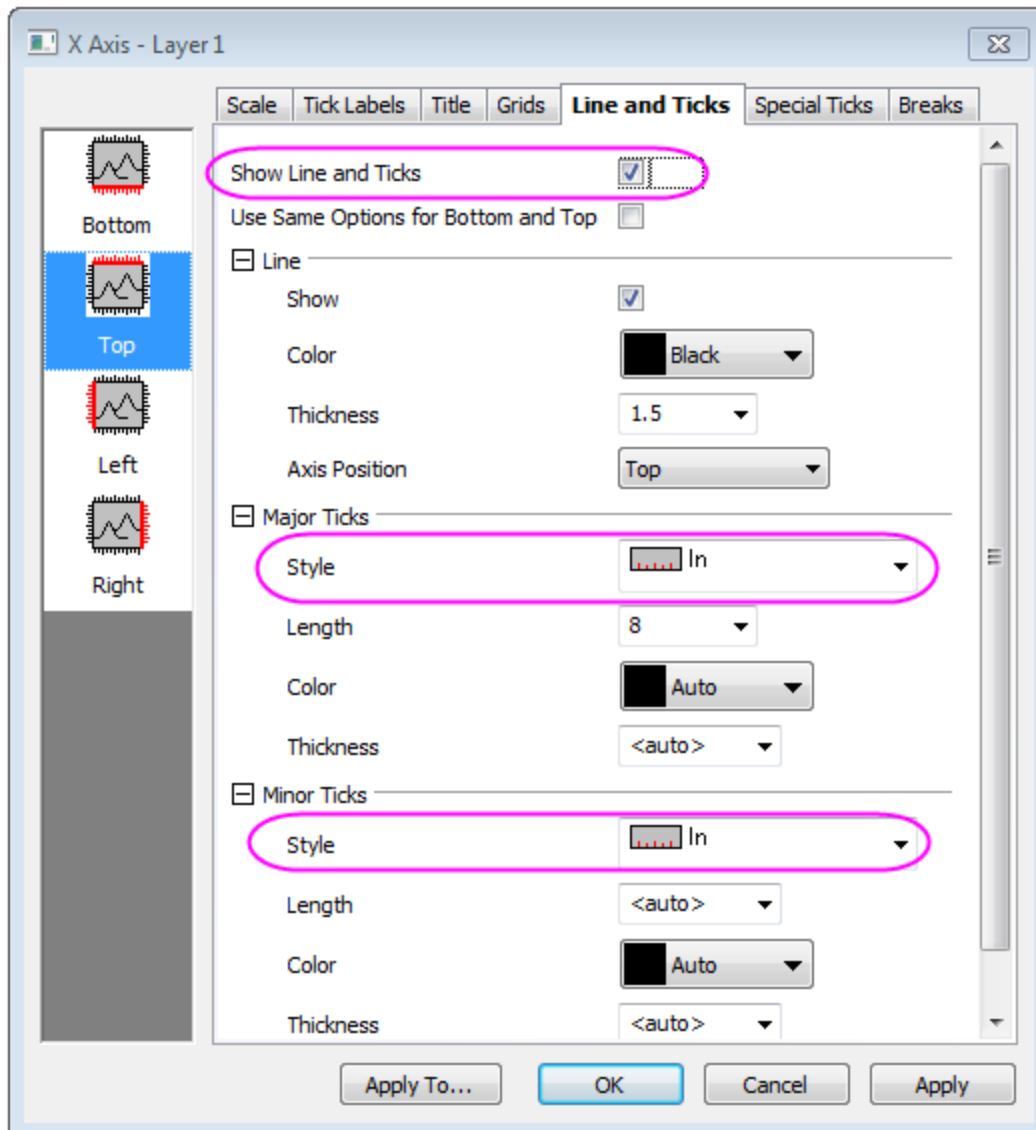 X Axis - Layer1
Scale Tick Labels Title Grids Line and Ticks Special Ticks Breaks
Bottom
Top
Left
Right
Show Line and Ticks
Use Same Options for Bottom and Top
Line
Show
Color Black
Thickness 1.5
Axis Position Top
Major Ticks
Style In
Length 8
Color Auto
Thickness <auto>
Minor Ticks
Style In
Length <auto>
Color Auto
Thickness <auto>
Apply To... OK Cancel Apply